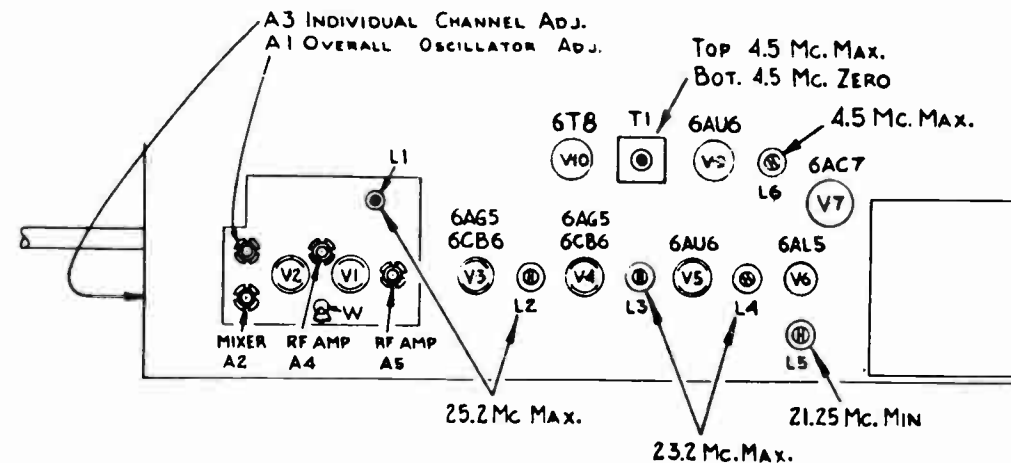 A3 INDIVIDUAL CHANNEL ADJ.
A1 OVERALL OSCILLATOR ADJ.
TOP 4.5 MC. MAX.
BOT. 4.5 MC. ZERO
6T8
T1
6AU6
4.5 MC. MAX.
V10
V9
L6
6AC7
V7
L1
6AG5
6CB6
6AG5
6CB6
6AU6
6AL5
V2
V1
V3
L2
V4
L3
V5
L4
V6
W
L5
MIXER
A2
RF AMP
A4
RF AMP
A5
25.2 MC MAX.
23.2 MC. MAX.
21.25 MC. MIN